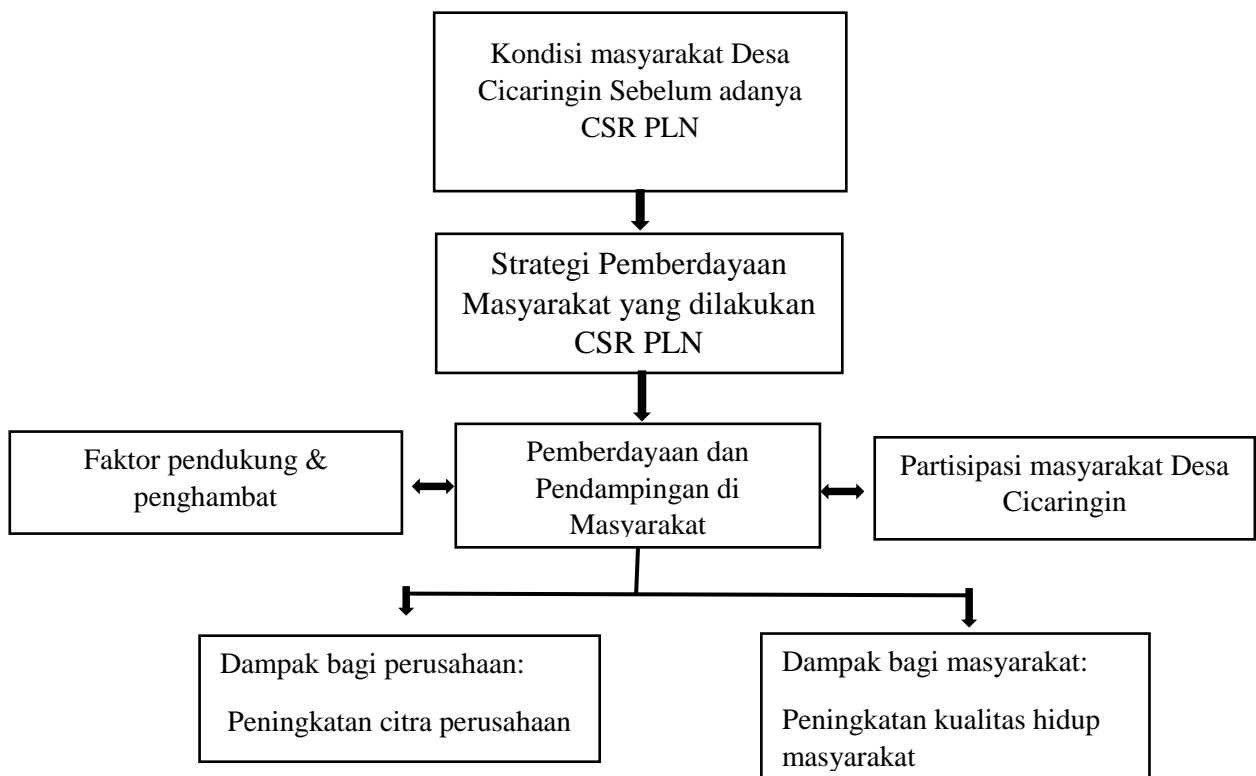 Kondisi masyarakat Desa
Cicaringin Sebelum adanya
CSR PLN
Strategi Pemberdayaan
Masyarakat yang dilakukan
CSR PLN
Faktor pendukung &
penghambat
Pemberdayaan dan
Pendampingan di
Masyarakat
Partisipasi masyarakat Desa
Cicaringin
Dampak bagi perusahaan:
Peningkatan citra perusahaan
Dampak bagi masyarakat:
Peningkatan kualitas hidup
masyarakat